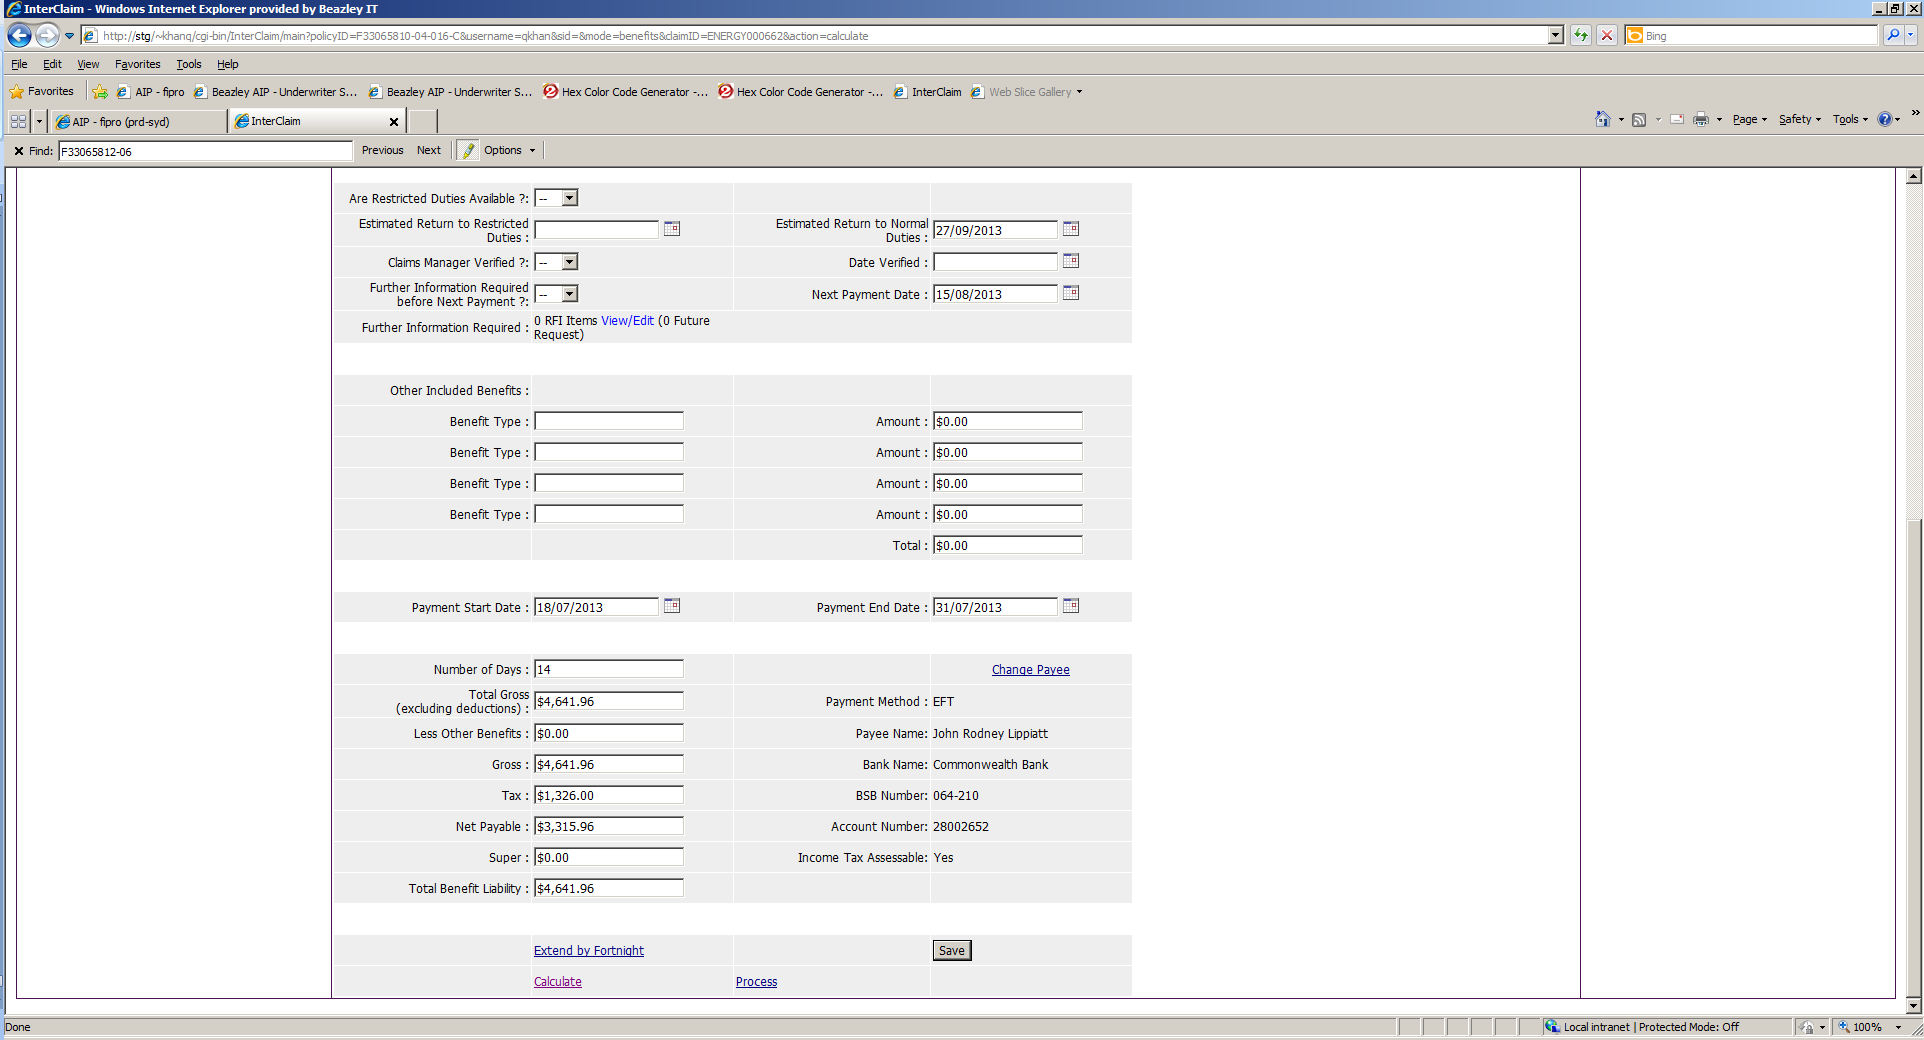 InterClaim - Windows Internet Explorer provided by Beazley IT
http://stg/~khanq/cgi-bin/InterClaim/main?policyID=F33065810-04-016-C&username=qkhan&sid=&mode=benefits&claimID=ENERGY000662&action=calculate
Bing
File Edit View Favorites Tools Help
Favorites AIP - fipro Beazley AIP - Underwriter S... Beazley AIP - Underwriter S... Hex Color Code Generator -... Hex Color Code Generator -... InterClaim Web Slice Gallery
AIP - fipro (prd-syd) InterClaim Page Safety Tools
Find: F33065812-06 Previous Next Options
Are Restricted Duties Available ?: --
Estimated Return to Restricted Duties : Estimated Return to Normal Duties : 27/09/2013
Claims Manager Verified ?: -- Date Verified :
Further Information Required before Next Payment ?: -- Next Payment Date : 15/08/2013
Further Information Required : 0 RFI Items View/Edit (0 Future Request)
Other Included Benefits :
Benefit Type : Amount : $0.00
Benefit Type : Amount : $0.00
Benefit Type : Amount : $0.00
Benefit Type : Amount : $0.00
Total : $0.00
Payment Start Date : 18/07/2013 Payment End Date : 31/07/2013
Number of Days : 14 Change Payee
Total Gross (excluding deductions) : $4,641.96 Payment Method : EFT
Less Other Benefits : $0.00 Payee Name: John Rodney Lippiatt
Gross : $4,641.96 Bank Name: Commonwealth Bank
Tax : $1,326.00 BSB Number: 064-210
Net Payable : $3,315.96 Account Number: 28002652
Super : $0.00 Income Tax Assessable: Yes
Total Benefit Liability : $4,641.96
Extend by Fortnight Save
Calculate Process
Done Local intranet | Protected Mode: Off 100%